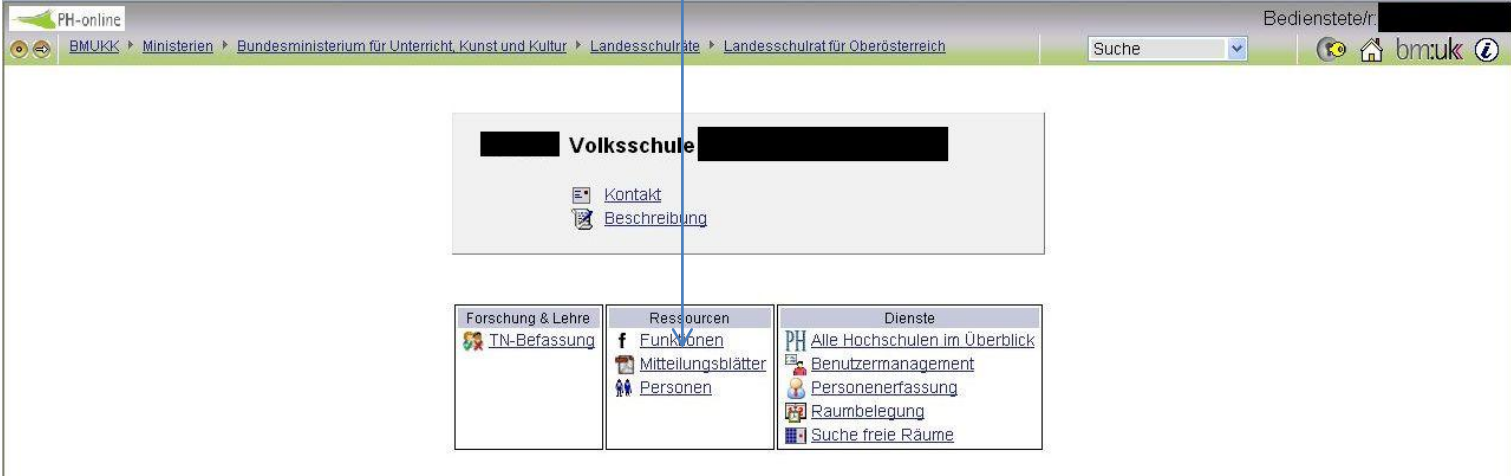 PH-online
Bedienstete/r:
BMUKK Ministerien Bundesministerium für Unterricht, Kunst und Kultur Landesschulräte Landesschulrat für Oberösterreich
Suche
bm:uk
Volksschule
Kontakt
Beschreibung
Forschung & Lehre
TN-Befassung
Ressourcen
f Funktionen
Mitteilungsblätter
Personen
Dienste
PH Alle Hochschulen im Überblick
Benutzermanagement
Personenerfassung
Raumbelegung
Suche freie Räume